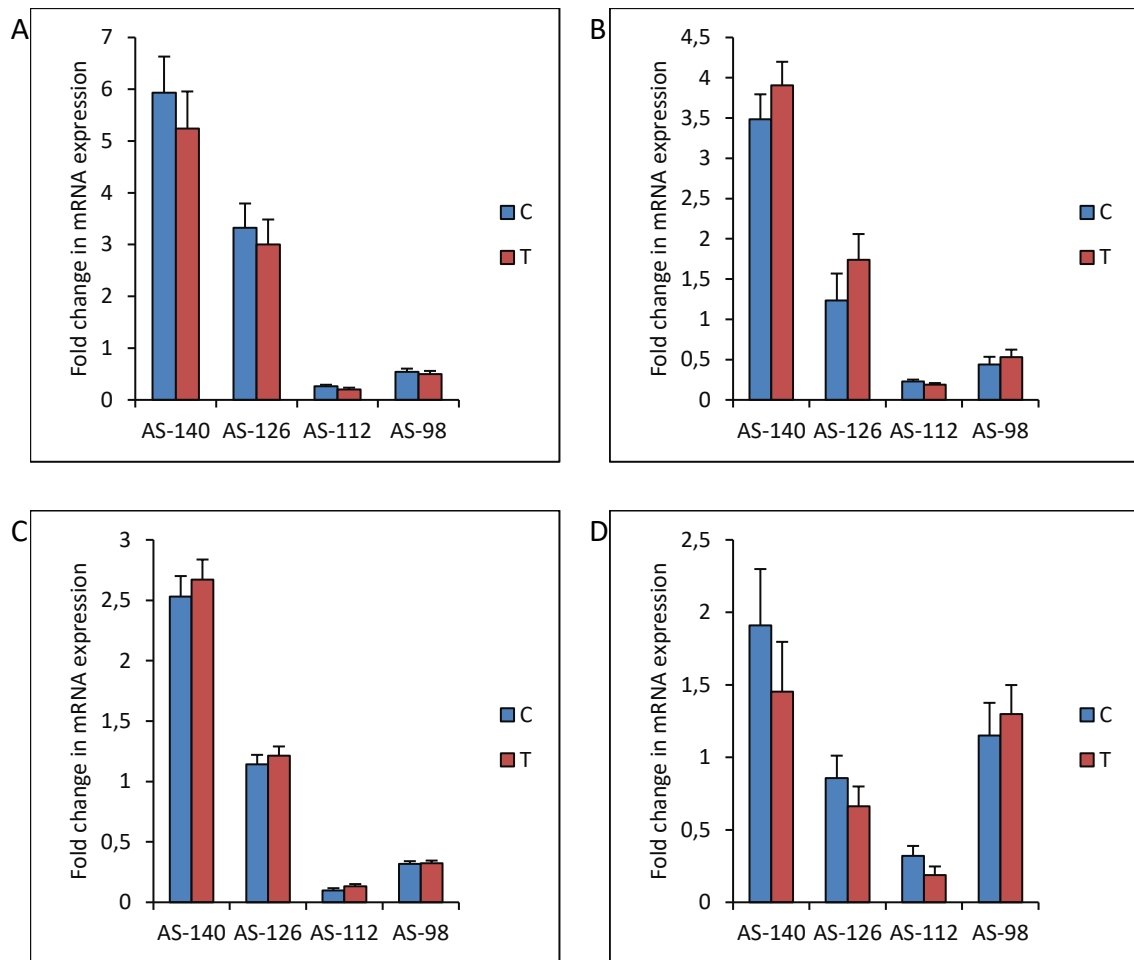 A
Fold change in mRNA expression
7
6
5
4
3
2
1
0
AS-140 AS-126 AS-112 AS-98
C
T
B
Fold change in mRNA expression
4,5
4
3,5
3
2,5
2
1,5
1
0,5
0
AS-140 AS-126 AS-112 AS-98
C
T
C
Fold change in mRNA expression
3
2,5
2
1,5
1
0,5
0
AS-140 AS-126 AS-112 AS-98
C
T
D
Fold change in mRNA expression
2,5
2
1,5
1
0,5
0
AS-140 AS-126 AS-112 AS-98
C
T